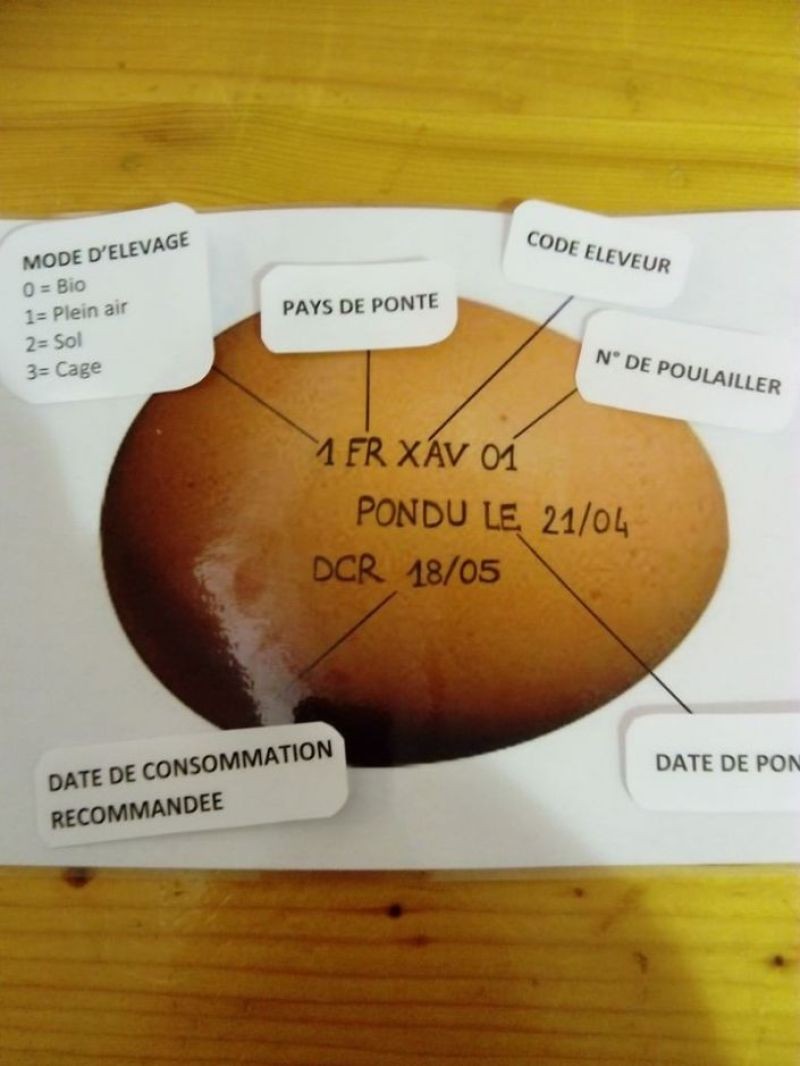 MODE D'ELEVAGE
0 = Bio
1= Plein air
2= Sol
3= Cage
PAYS DE PONTE
CODE ELEVEUR
N° DE POULAILLER
1 FR XAV 01
PONDU LE 21/04
DCR 18/05
DATE DE CONSOMMATION
RECOMMANDEE
DATE DE PON